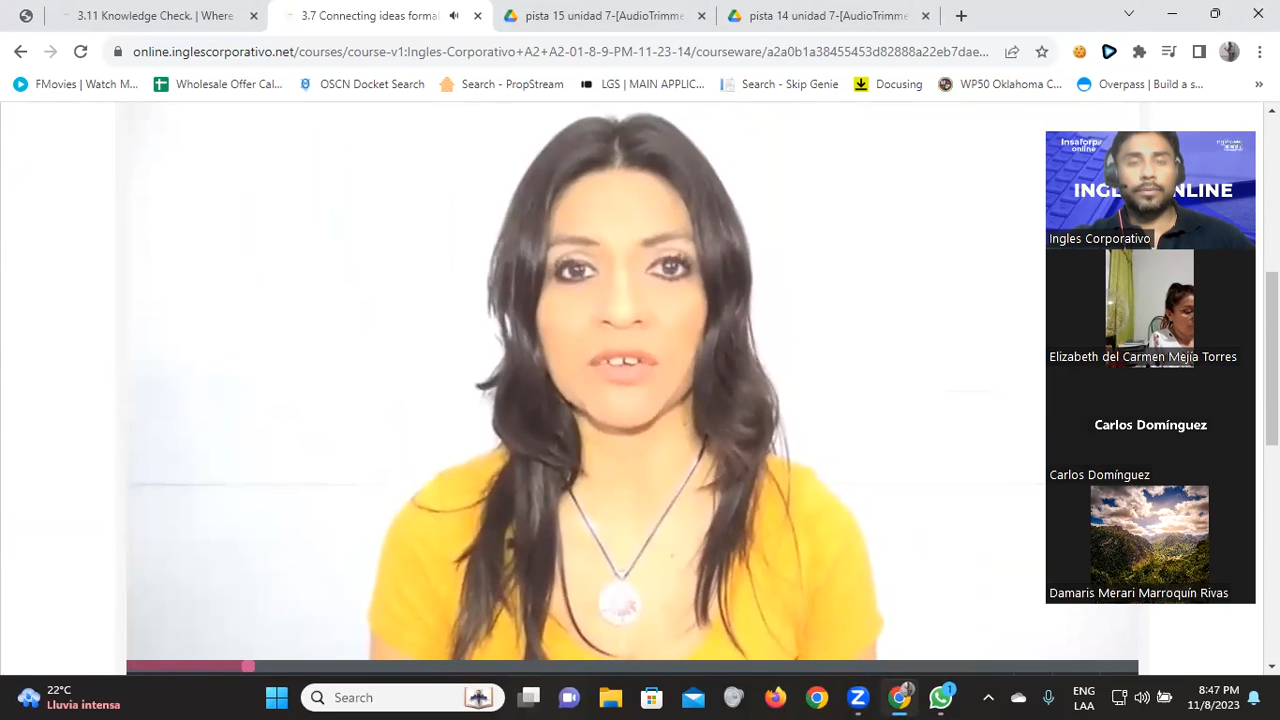 3.11 Knowledge Check. | Where
3.7 Connecting ideas formal
pista 15 unidad 7-[AudioTrimme
pista 14 unidad 7-[AudioTrimme
online.inglescorporativo.net/courses/course-v1:Ingles-Corporativo+A2+A2-01-8-9-PM-11-23-14/courseware/a2a0b1a38455453d82888a22eb7dae...
FMovies | Watch M...
Wholesale Offer Cal...
OSCN Docket Search
Search - PropStream
LGS | MAIN APPLIC...
Search - Skip Genie
Docusing
WP50 Oklahoma C...
Overpass | Build a s...
»
Insaforp
online
INGL NLINE
Ingles Corporativo
Elizabeth del Carmen Mejía Torres
Carlos Domínguez
Carlos Domínguez
Damaris Merari Marroquín Rivas
22°C
Lluvia intensa
Search
1
ENG
LAA
8:47 PM
11/8/2023